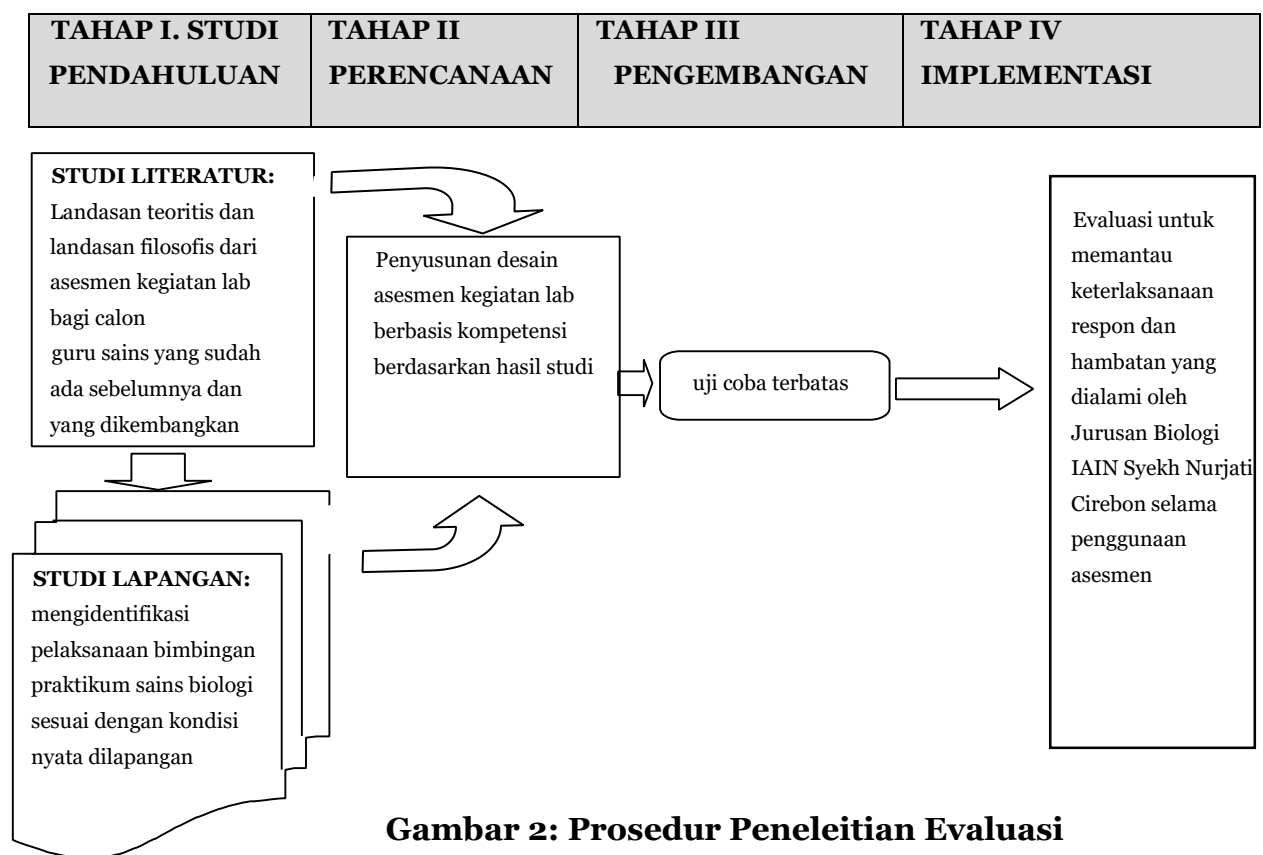 TAHAP I. STUDI
PENDAHULUAN
TAHAP II
PERENCANAAN
TAHAP III
PENGEMBANGAN
TAHAP IV
IMPLEMENTASI
STUDI LITERATUR:
Landasan teoritis dan
landasan filosofis dari
asesmen kegiatan lab
bagi calon
guru sains yang sudah
ada sebelumnya dan
yang dikembangkan
STUDI LAPANGAN:
mengidentifikasi
pelaksanaan bimbingan
praktikum sains biologi
sesuai dengan kondisi
nyata dilapangan
Penyusunan desain
asesmen kegiatan lab
berbasis kompetensi
berdasarkan hasil studi
uji coba terbatas
Evaluasi untuk
memantau
keterlaksanaan
respon dan
hambatan yang
dialami oleh
Jurusan Biologi
IAIN Syekh Nurjati
Cirebon selama
penggunaan
asesmen
Gambar 2: Prosedur Peneleitian Evaluasi